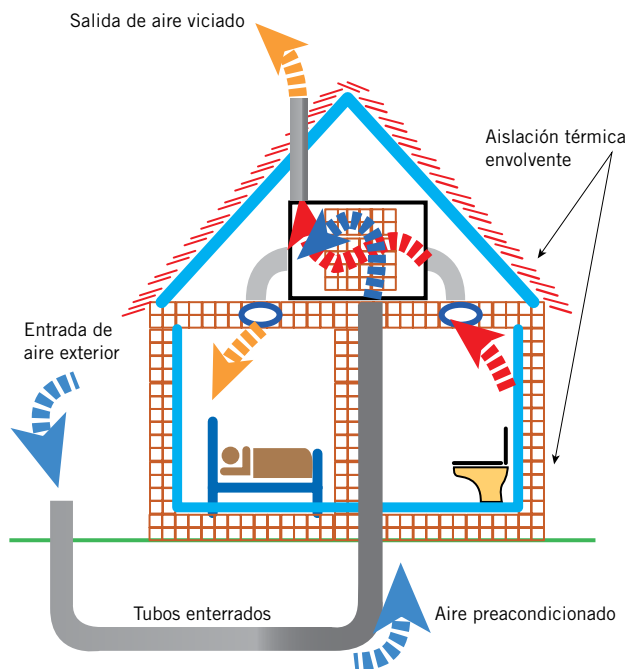 Salida de aire viciado
Aislación térmica
envolvente
Entrada de
aire exterior
Tubos enterrados
Aire preacondicionado